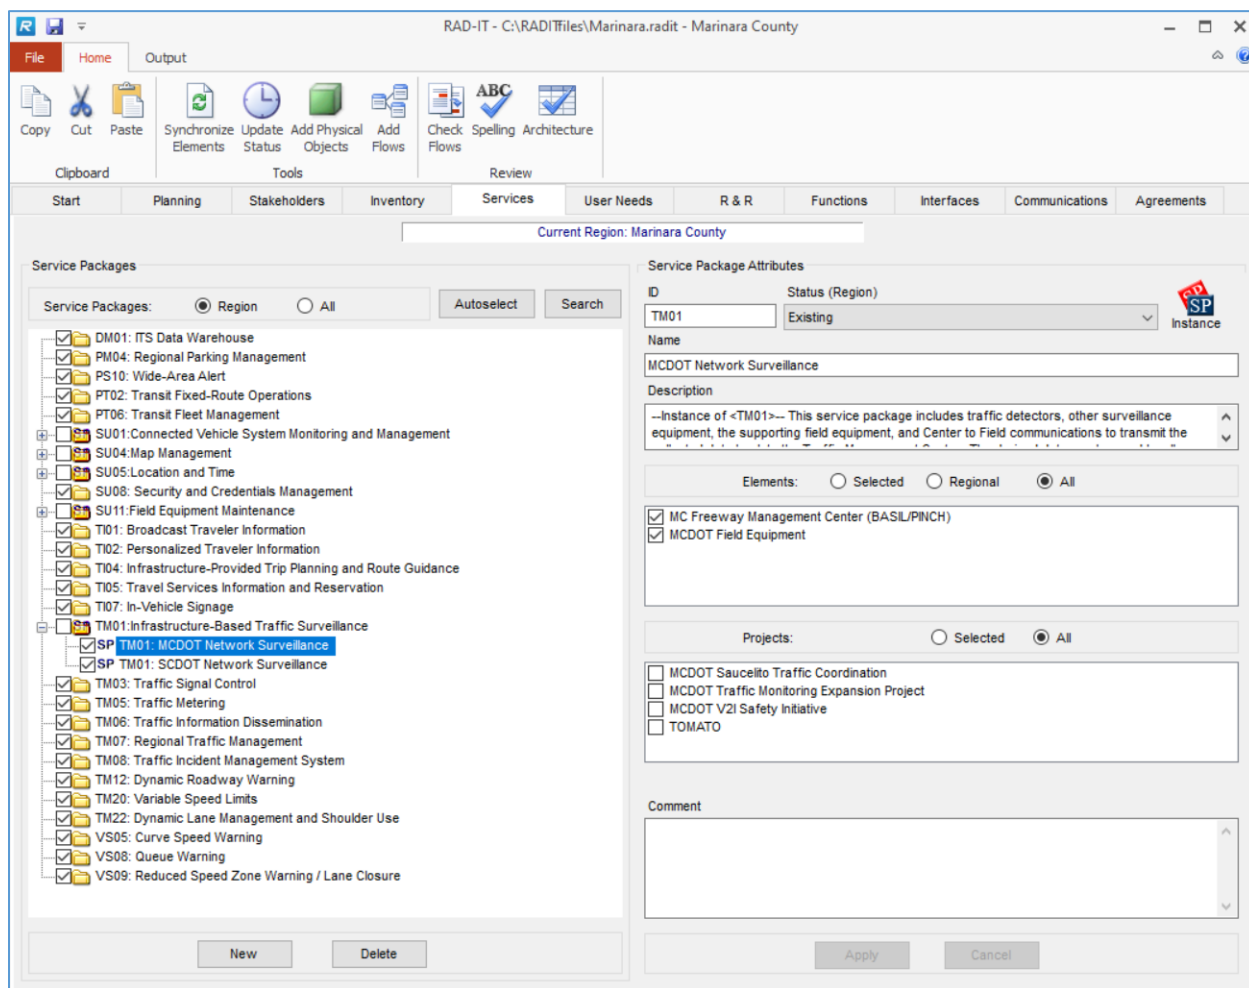 RAD-IT - C:\RADITfiles\Marinara.radit - Marinara County
File Home Output
Copy Cut Paste Synchronize Elements Update Status Add Physical Objects Add Flows Check Flows Spelling Architecture
Clipboard Tools Review
Start Planning Stakeholders Inventory Services User Needs R & R Functions Interfaces Communications Agreements
Current Region: Marinara County
Service Packages
Service Packages: Region All Autoselect Search
DM01: ITS Data Warehouse
PM04: Regional Parking Management
PS10: Wide-Area Alert
PT02: Transit Fixed-Route Operations
PT06: Transit Fleet Management
SU01:Connected Vehicle System Monitoring and Management
SU04:Map Management
SU05:Location and Time
SU08: Security and Credentials Management
SU11:Field Equipment Maintenance
TI01: Broadcast Traveler Information
TI02: Personalized Traveler Information
TI04: Infrastructure-Provided Trip Planning and Route Guidance
TI05: Travel Services Information and Reservation
TI07: In-Vehicle Signage
TM01:Infrastructure-Based Traffic Surveillance
SP TM01: MCDOT Network Surveillance
SP TM01: SCDOT Network Surveillance
TM03: Traffic Signal Control
TM05: Traffic Metering
TM06: Traffic Information Dissemination
TM07: Regional Traffic Management
TM08: Traffic Incident Management System
TM12: Dynamic Roadway Warning
TM20: Variable Speed Limits
TM22: Dynamic Lane Management and Shoulder Use
VS05: Curve Speed Warning
VS08: Queue Warning
VS09: Reduced Speed Zone Warning / Lane Closure
New Delete
Service Package Attributes
ID Status (Region)
TM01 Existing
SP
Instance
Name
MCDOT Network Surveillance
Description
--Instance of <TM01>-- This service package includes traffic detectors, other surveillance
equipment, the supporting field equipment, and Center to Field communications to transmit the
Elements: Selected Regional All
MC Freeway Management Center (BASIL/PINCH)
MCDOT Field Equipment
Projects: Selected All
MCDOT Saucelito Traffic Coordination
MCDOT Traffic Monitoring Expansion Project
MCDOT V2I Safety Initiative
TOMATO
Comment
Apply Cancel